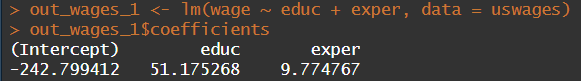 > out_wages_1 <- lm(wage ~ educ + exper, data = uswages)
> out_wages_1$coefficients
(Intercept) educ exper
-242.799412 51.175268 9.774767